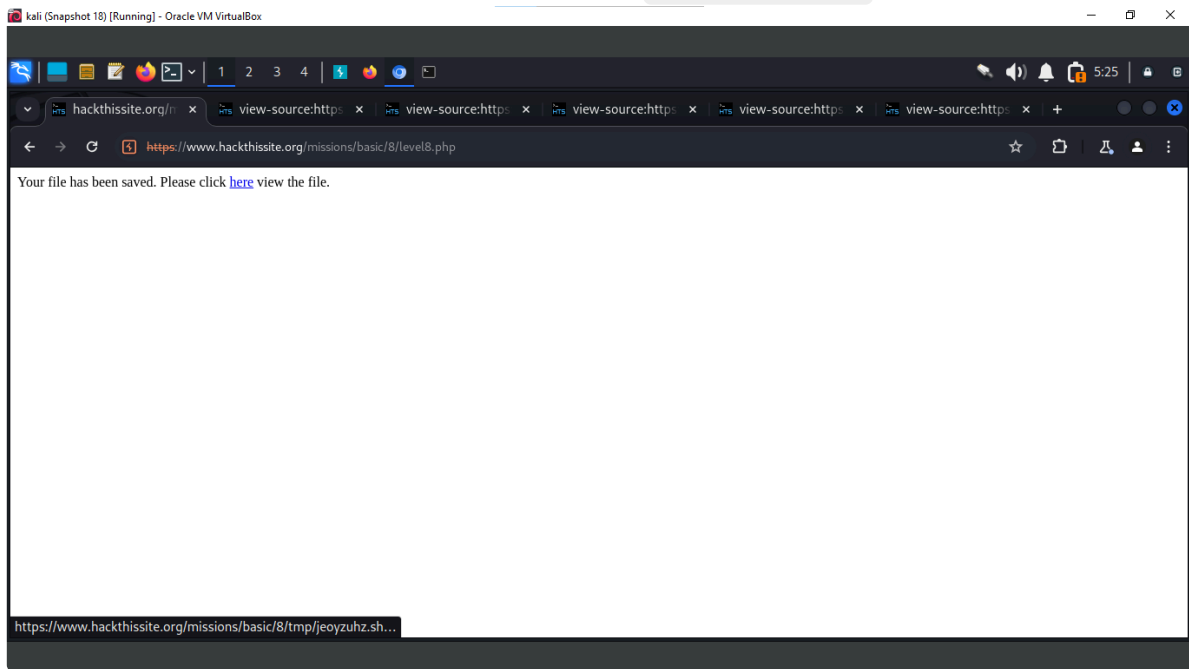 kali (Snapshot 18) [Running] - Oracle VM VirtualBox
1 2 3 4 5:25
hackthissite.org/m view-source:https view-source:https view-source:https view-source:https view-source:https
https://www.hackthissite.org/missions/basic/8/level8.php
Your file has been saved. Please click here view the file.
https://www.hackthissite.org/missions/basic/8/tmp/jeoyzuhz.sh...